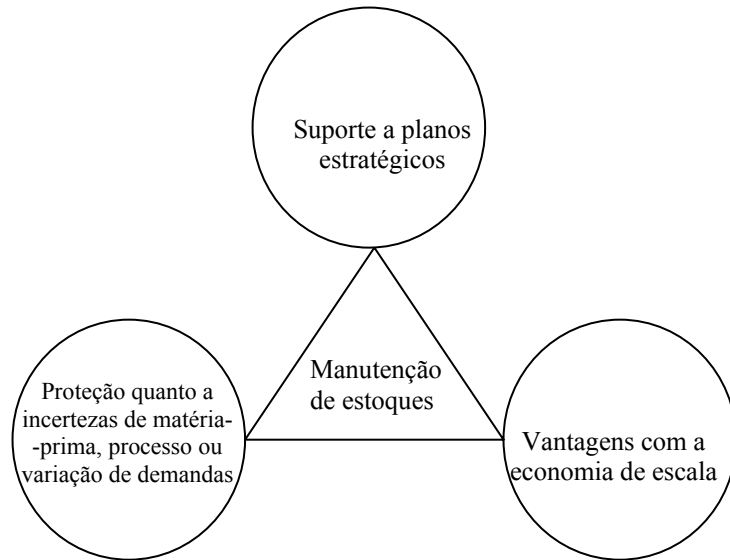 Suporte a planos
estratégicos
Manutenção
de estoques
Proteção quanto a
incertezas de matéria-
-prima, processo ou
variação de demandas
Vantagens com a
economia de escala